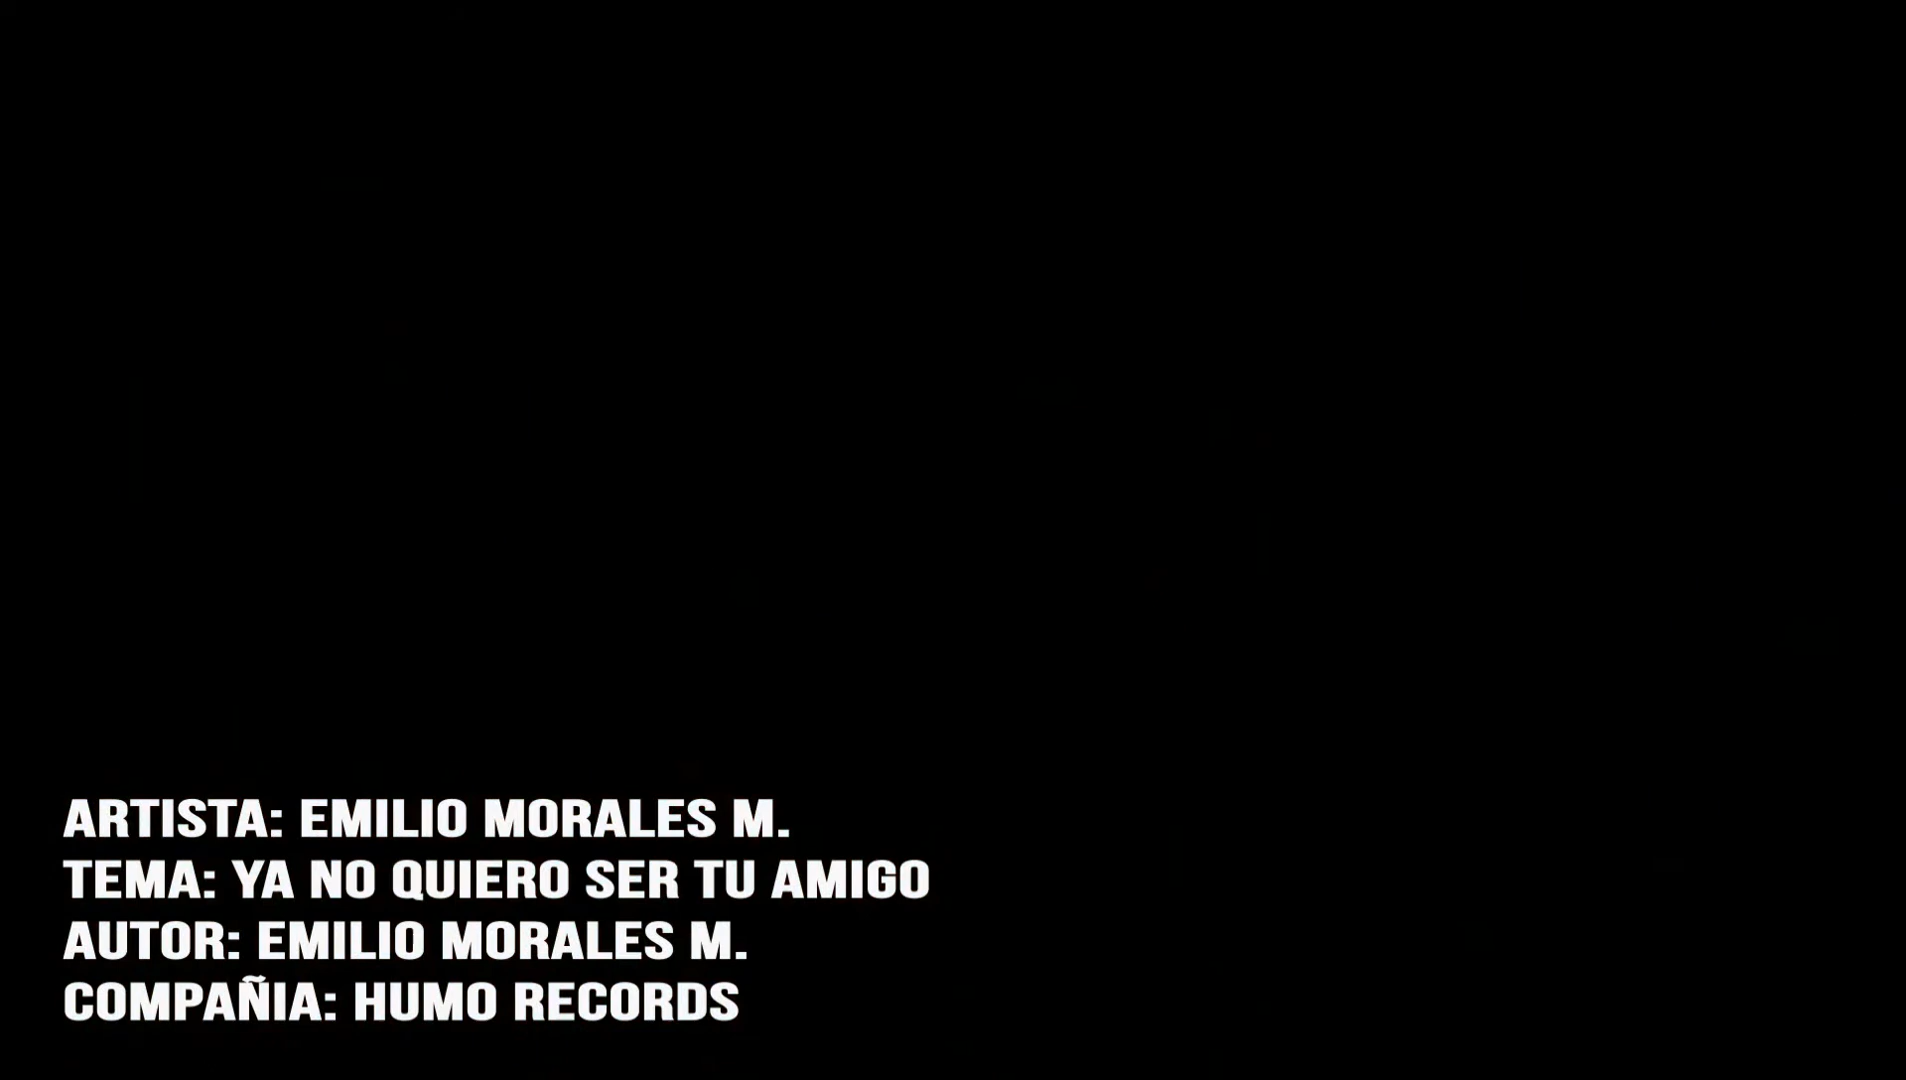 ARTISTA: EMILIO MORALES M.
TEMA: YA NO QUIERO SER TU AMIGO
AUTOR: EMILIO MORALES M.
COMPAÑIA: HUMO RECORDS